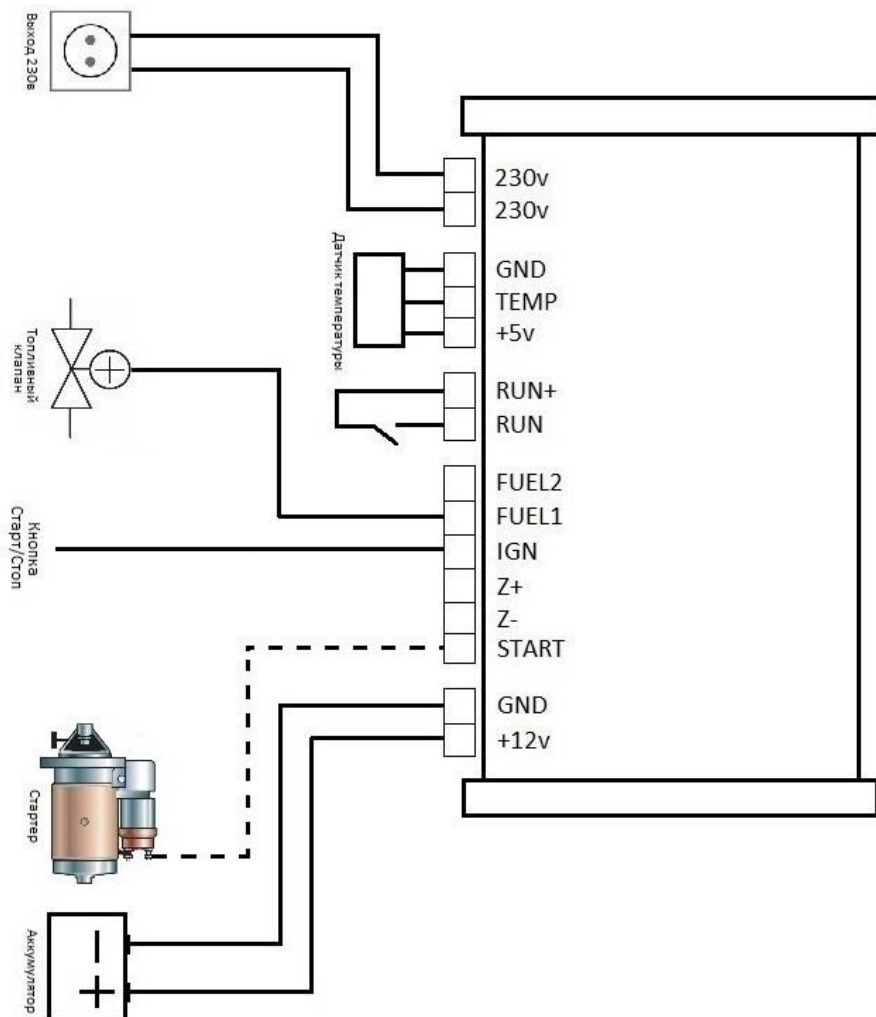 Выход 230в
230v
230v
Датчик температуры
GND
TEMP
+5v
Топливный
клапан
RUN+
RUN
FUEL2
FUEL1
Кнопка
Старт/Стоп
IGN
Z+
Z-
START
GND
+12v
Стартер
Аккумулятор